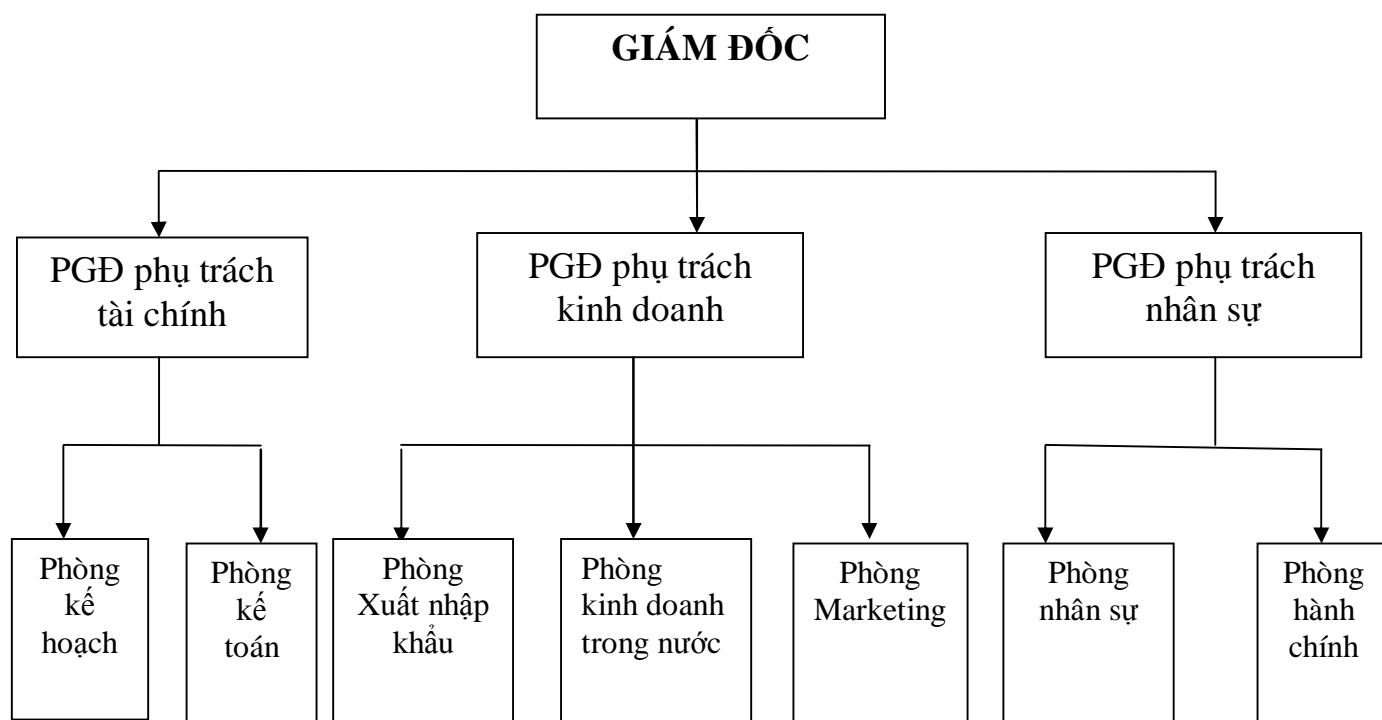 GIÁM ĐỐC
PGĐ phụ trách
tài chính
PGĐ phụ trách
kinh doanh
PGĐ phụ trách
nhân sự
Phòng
kế
hoạch
Phòng
kế
toán
Phòng
Xuất nhập
khẩu
Phòng
kinh doanh
trong nước
Phòng
Marketing
Phòng
nhân sự
Phòng
hành
chính